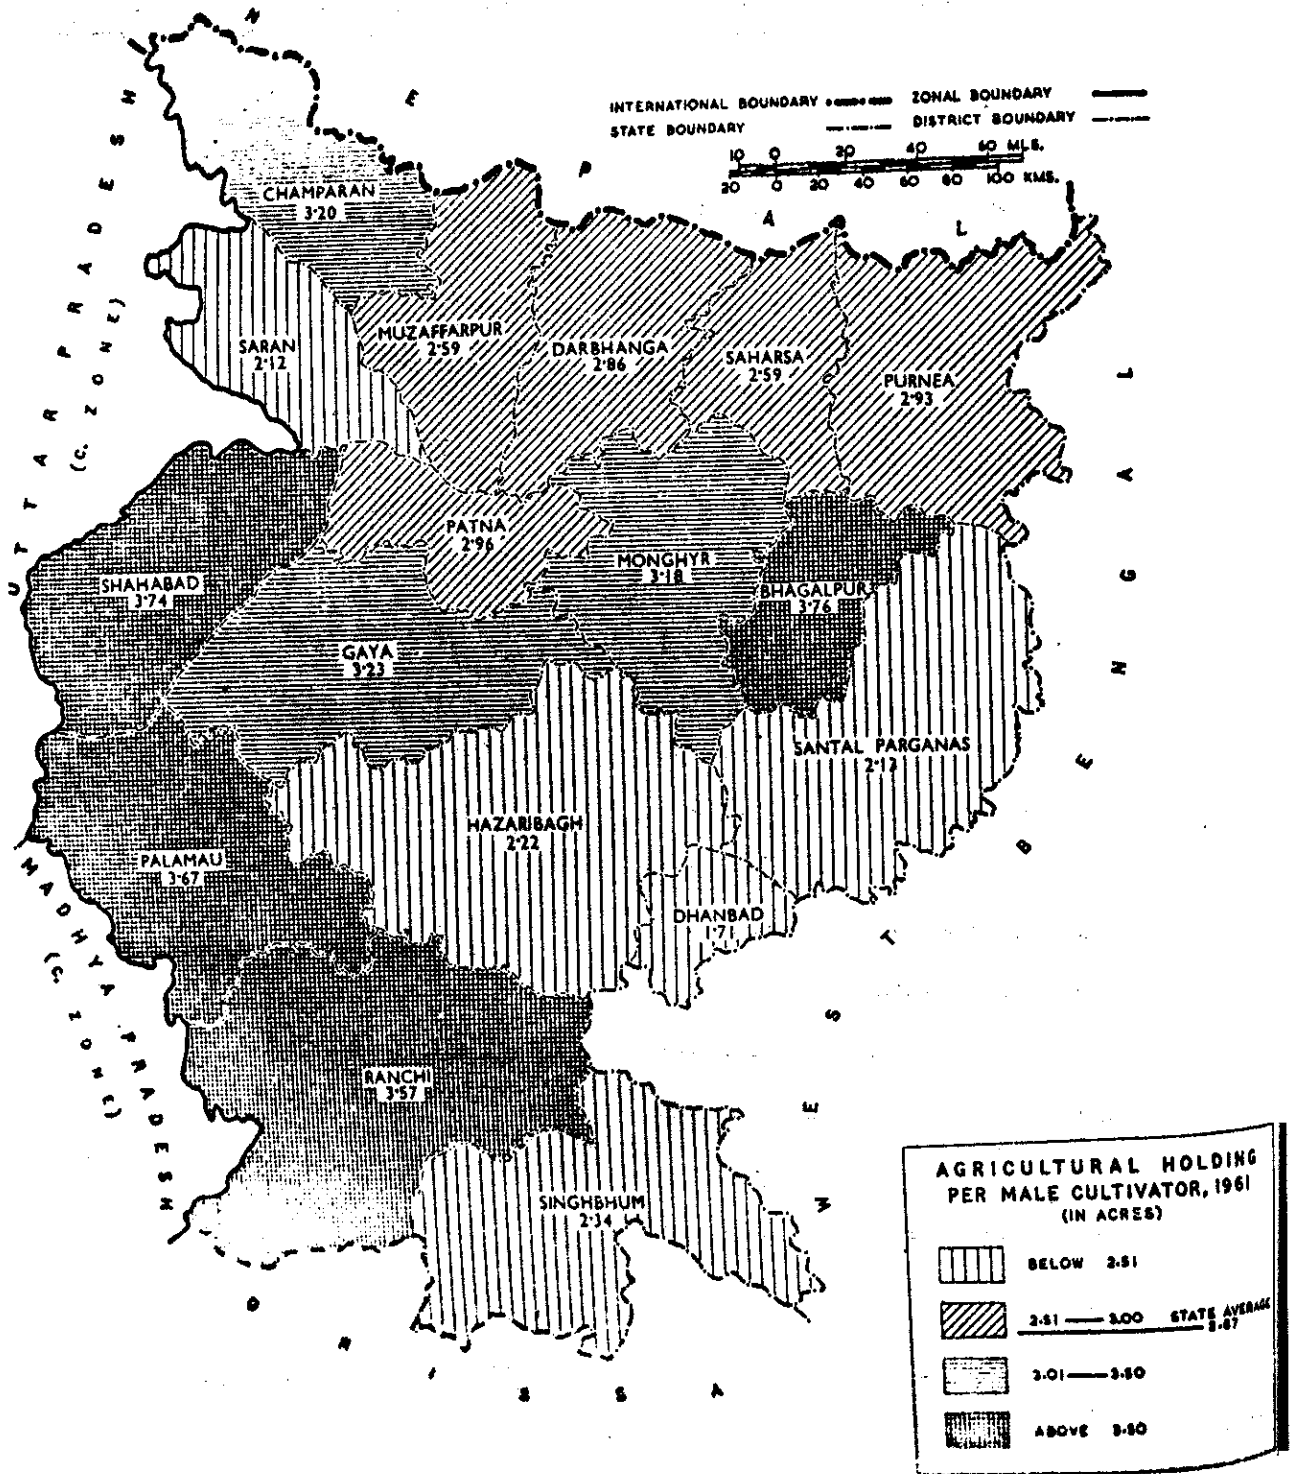 NEPAL
INTERNATIONAL BOUNDARY
ZONAL BOUNDARY
STATE BOUNDARY
DISTRICT BOUNDARY
10 0 20 40 60 MLS.
20 0 20 40 60 80 100 KMS.
UTTAR PRADESH
(C. ZONE)
CHAMPARAN
3·20
SARAN
2·12
MUZAFFARPUR
2·59
DARBHANGA
2·86
SAHARSA
2·59
PURNEA
2·93
WEST BENGAL
SHAHABAD
3·74
PATNA
2·96
MONGHYR
3·18
BHAGALPUR
3·76
GAYA
3·23
SANTAL PARGANAS
HAZARIBAGH
2·22
PALAMAU
3·67
DHANBAD
1·71
MADHYA PRADESH
(C. ZONE)
RANCHI
3·57
SINGHBHUM
2·34
ORISSA
AGRICULTURAL HOLDING
PER MALE CULTIVATOR, 1961
(IN ACRES)
BELOW 2·51
2·51 — 3·00 STATE AVERAGE
2·87
3·01 — 3·50
ABOVE 3·50